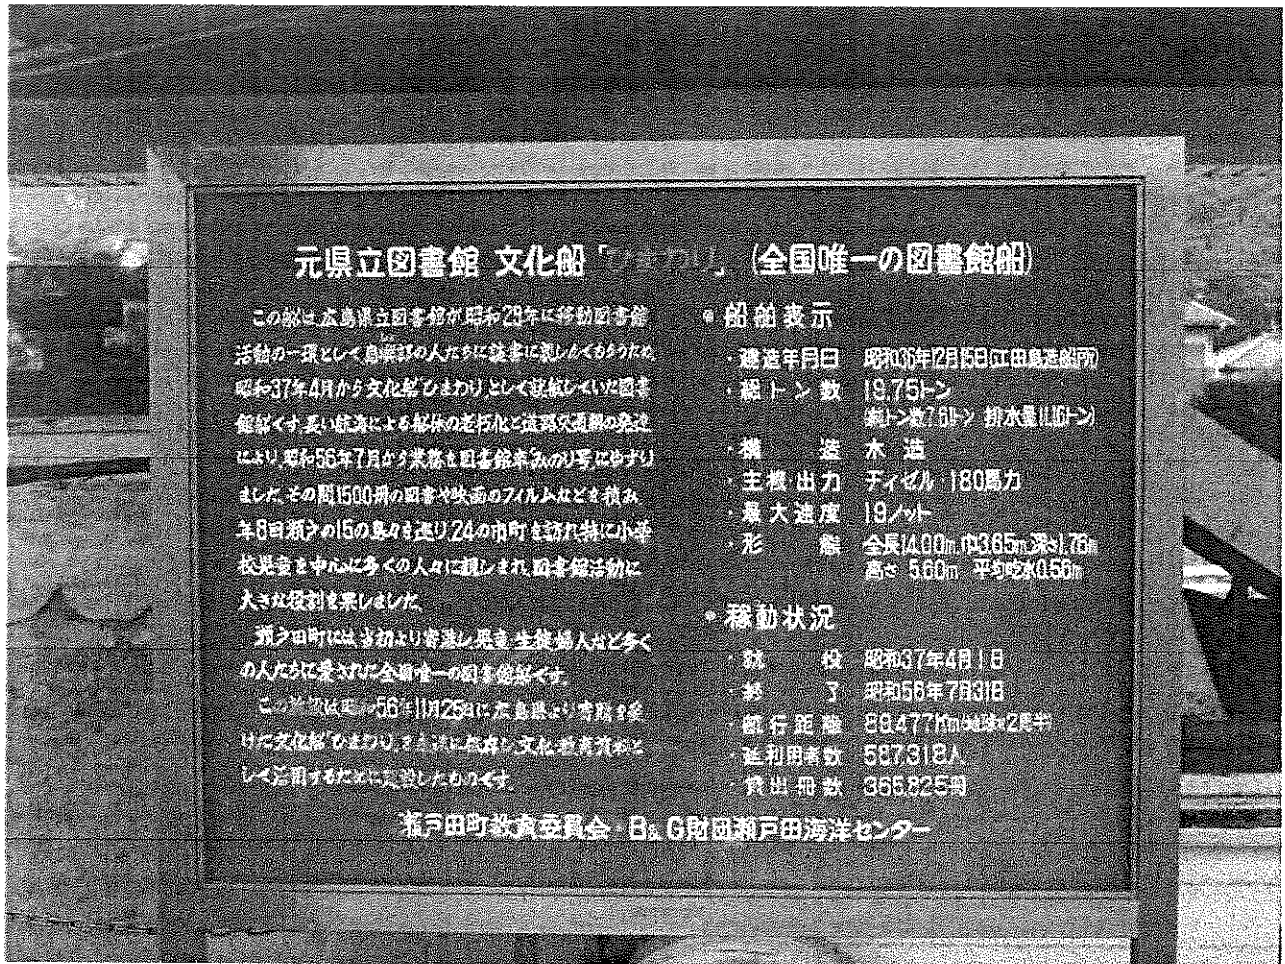 元県立図書館 文化船「ひまわり」(全国唯一の図書館船)
この船は、広島県立図書館が昭和29年に移動図書館
活動の一環として島嶼部の人たちに読書に親しんでもらうため、
昭和37年4月から文化船「ひまわり」として就航していた図書
館船です。長い航海による船体の老朽化と道路交通網の発達
により、昭和56年7月から業務を図書館車「みのり号」にゆずり
ました。その間1500冊の図書や映画のフィルムなどを積み
年8回瀬戸の15の島々を巡り、24の市町を訪れ、特に小学
校児童を中心に多くの人々に親しまれ、図書館活動に
大きな役割を果しました。
瀬戸田町には、当初より寄港し、児童、生徒、婦人など多く
の人たちに愛された全国唯一の図書館船です。
この は昭和56年11月25日に広島県より寄贈を受
けた文化船「ひまわり」を永遠に保存し、文化、教育資料と
して活用するために したものです。
● 船舶表示
・建造年月日 昭和36年12月15日(江田島造船所)
・総トン数 19.75トン
(純トン数7.61トン 排水量11.16トン)
・構造 木造
・主機出力 ディゼル 180馬力
・最大速度 19ノット
・形態 全長14.00m、巾3.65m、深さ1.76m
高さ 5.60m 平均吃水0.56m
● 稼動状況
・就役 昭和37年4月1日
・終了 昭和56年7月31日
・航行距離 89.477Km(地球×2周半)
・延利用者数 587.318人
・貸出冊数 365.825冊
瀬戸田町教育委員会・B&G財団瀬戸田海洋センター